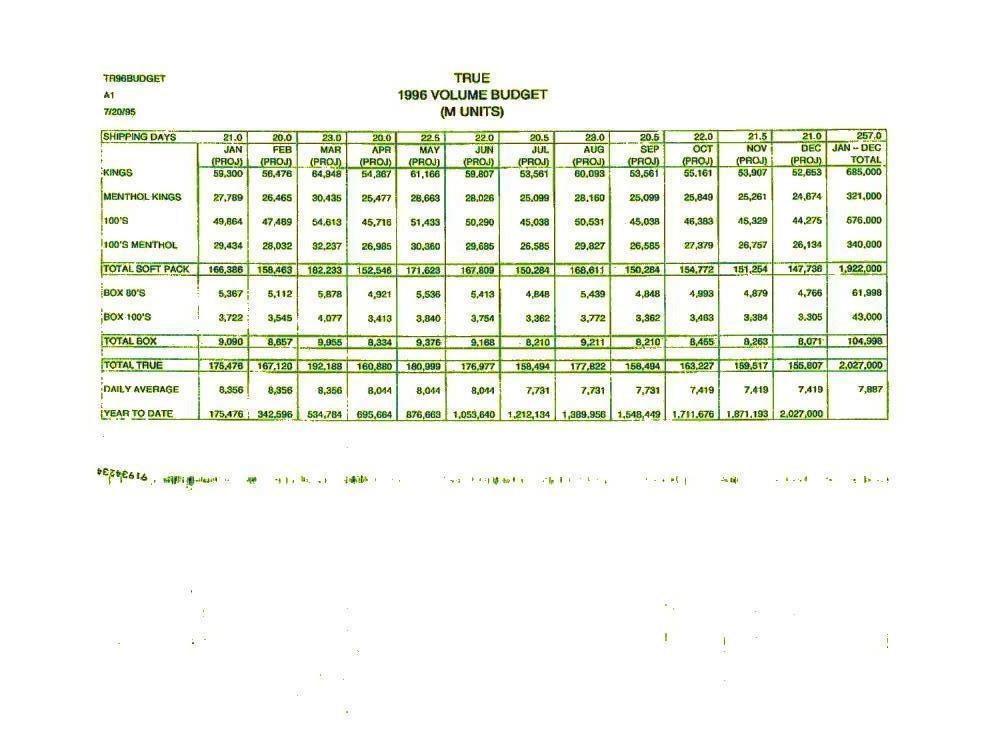 TR96BUDGET
TRUE
A1
1996 VOLUME BUDGET
7/20/95
(M UNITS)
SHIPPING DAYS 21.0 20.0 23.0 20.0 22.5 22.0 20.5 23.0 20.5 22.0 21.5 21.0 257.0
JAN FEB MAR APR MAY JUN JUL AUG SEP OCT NOV DEC JAN - DEC
(PROJ) (PROJ) (PROJ) (PROJ) (PROJ) (PROJ) (PROJ) (PROJ) (PROJ) (PROJ) (PROJ) (PROJ) TOTAL
KINGS 59,300 56,476 64,948 54,367 61,166 59,807 53,561 60,093 53,561 55,161 53,907 52,653 685,000
MENTHOL KINGS 27,789 26,465 30,435 25,477 28,663 28,026 25,099 28,160 25,099 25,849 25,261 24,674 321,000
100'S 49,864 47,489 54,613 45,716 51,433 50,290 45,038 50,531 45,038 46,383 45,329 44,275 576,000
100'S MENTHOL 29,434 28,032 32,237 26,985 30,360 29,685 26,585 29,827 26,585 27,379 26,757 26,134 340,000
TOTAL SOFT PACK 166,386 158,463 182,233 152,546 171,623 167,809 150,284 168,611 150,284 154,772 151,254 147,736 1,922,000
BOX 80'S 5,367 5,112 5,878 4,921 5,536 5,413 4,848 5,439 4,848 4,993 4,879 4,766 61,998
BOX 100'S 3,722 3,545 4,077 3,413 3,840 3,754 3,362 3,772 3,362 3,463 3,384 3,305 43,000
TOTAL BOX 9,090 8,657 9,955 8,334 9,376 9,168 8,210 9,211 8,210 8,455 8,263 8,071 104,998
TOTAL TRUE 175,476 167,120 192,188 160,880 180,999 176,977 158,494 177,822 158,494 163,227 159,517 155,807 2,027,000
DAILY AVERAGE 8,356 8,356 8,356 8,044 8,044 8,044 7,731 7,731 7,731 7,419 7,419 7,419 7,887
YEAR TO DATE 175,476 342,596 534,784 695,664 876,663 1,053,640 1,212,134 1,389,956 1,548,449 1,711,676 1,871,193 2,027,000
91934234